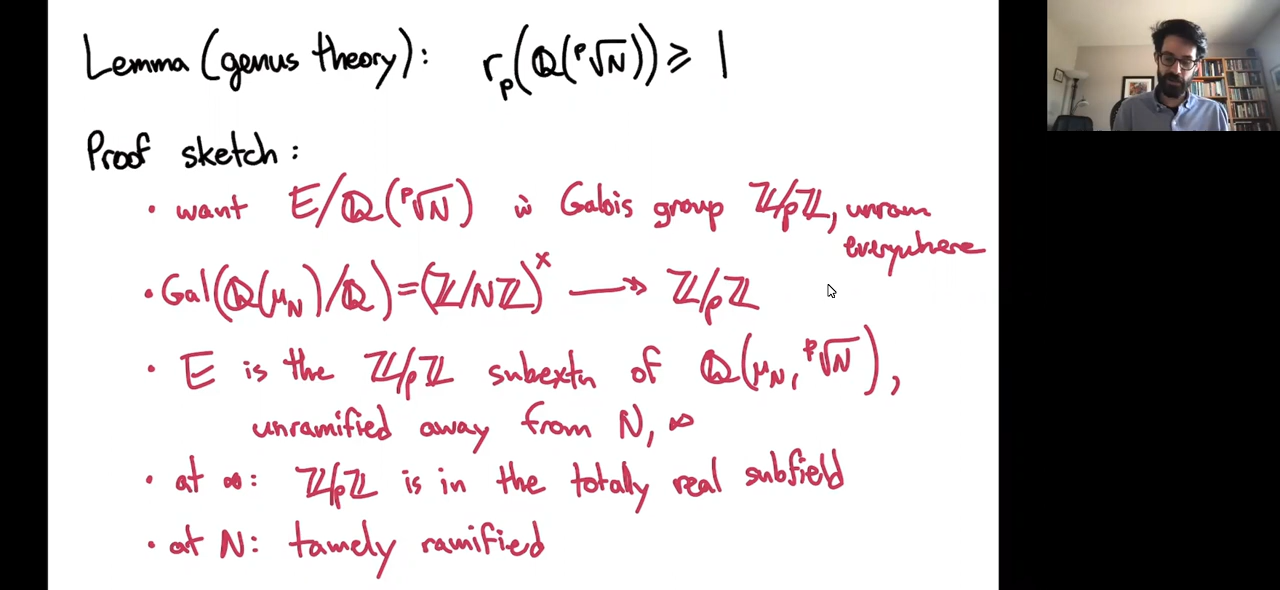 Lemma (genus theory): r_p(ℚ(ᵖ√N)) ≥ 1
Proof sketch:
• want E/ℚ(ᵖ√N) w Galois group ℤ/pℤ, unram
everywhere
• Gal(ℚ(μ_N)/ℚ) = (ℤ/Nℤ)^× ↠ ℤ/pℤ
• E is the ℤ/pℤ subextn of ℚ(μ_N, ᵖ√N),
unramified away from N, ∞
• at ∞: ℤ/pℤ is in the totally real subfield
• at N: tamely ramified